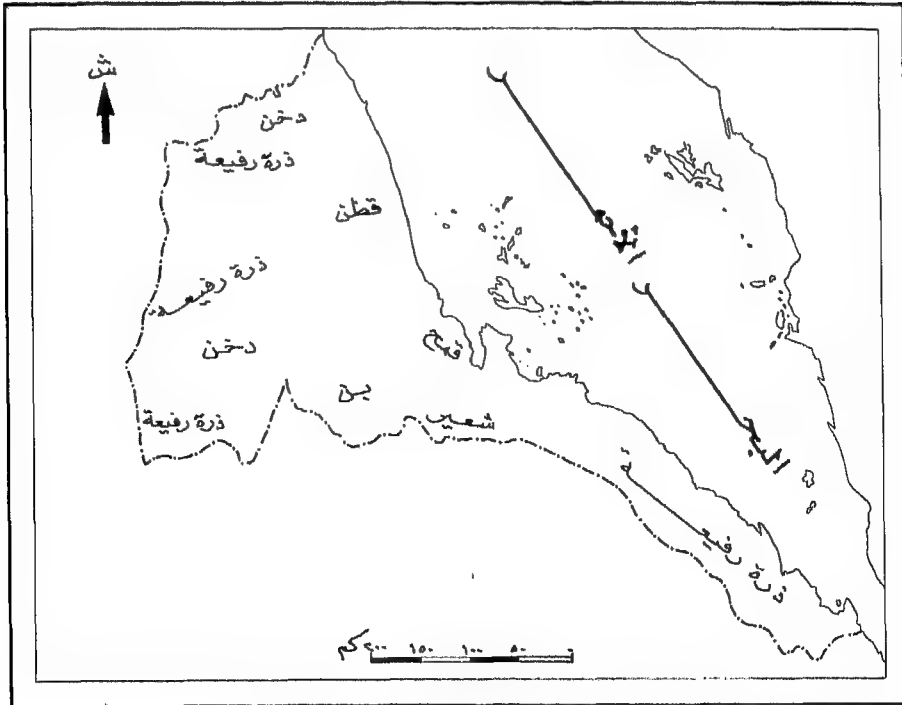 ش
دخن
ذرة رفيعة
قطن
ذرة رفيعة
قمح
دخن
بن
ذرة رفيعة
شعير
ذرة رفيعة
البحر
الأحمر
٢٠٠ كم ١٥٠ ١٠٠ ٥٠ ٠